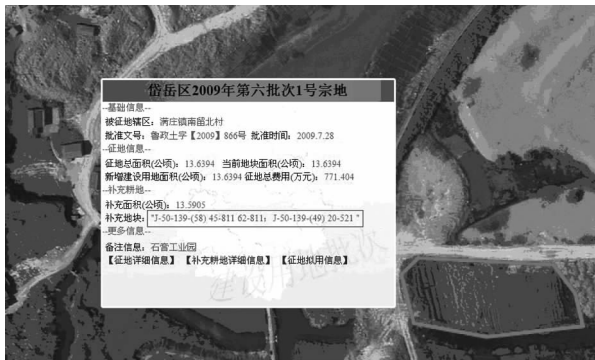 岱岳区2009年第六批次1号宗地
--基础信息--
被征地辖区：满庄镇南留北村
批准文号：鲁政土字【2009】866号 批准时间：2009.7.28
--征地信息--
征地总面积(公顷)：13.6394 当前地块面积(公顷)：13.6394
新增建设用地面积(公顷)：13.6394 征地总费用(万元)：771.404
--补充耕地--
补充面积(公顷)：13.5905
补充地块："J-50-139-(58) 45-811 62-811；J-50-139-(49) 20-521 "
--更多信息--
备注信息：石膏工业园
【征地详细信息】 【补充耕地详细信息】 【征地拟用信息】
建设用地批次